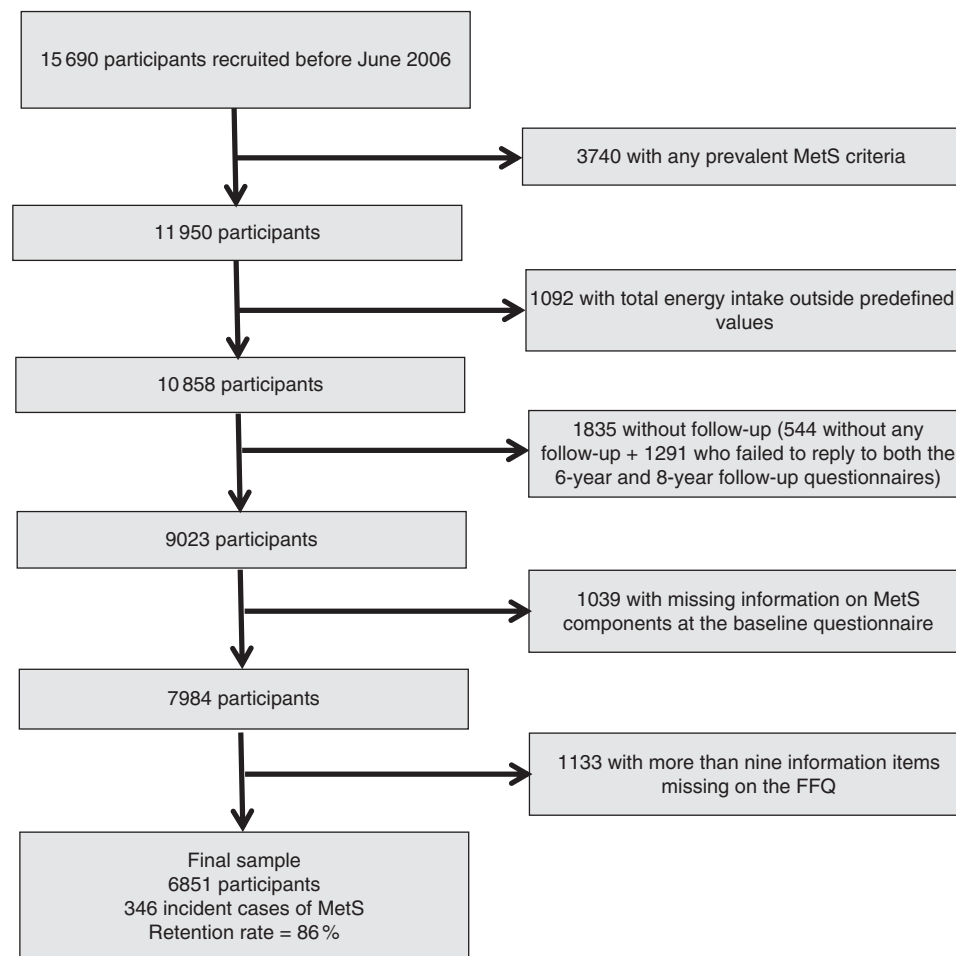 15 690 participants recruited before June 2006
3740 with any prevalent MetS criteria
11 950 participants
1092 with total energy intake outside predefined
values
10 858 participants
1835 without follow-up (544 without any
follow-up + 1291 who failed to reply to both the
6-year and 8-year follow-up questionnaires)
9023 participants
1039 with missing information on MetS
components at the baseline questionnaire
7984 participants
1133 with more than nine information items
missing on the FFQ
Final sample
6851 participants
346 incident cases of MetS
Retention rate = 86 %